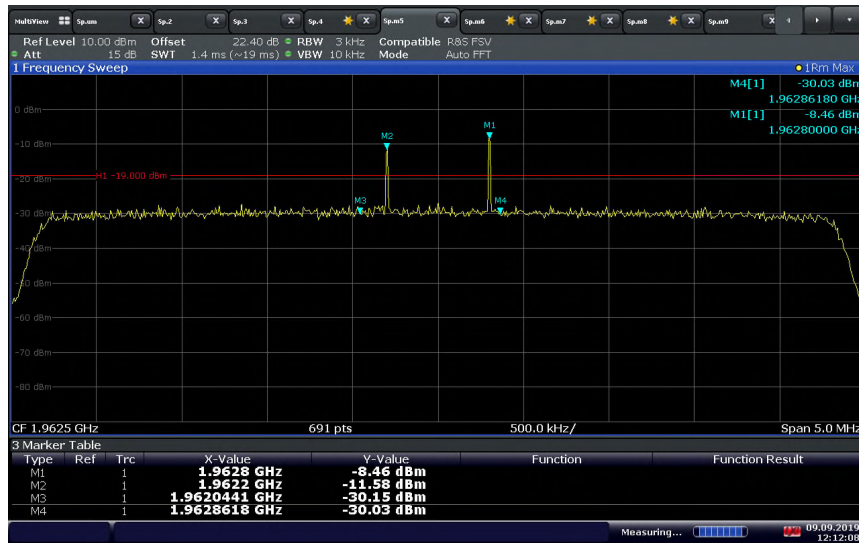 MultiView Sp.um X Sp.2 X Sp.3 X Sp.4 X Sp.m5 X Sp.m6 X Sp.m7 X Sp.m8 X Sp.m9 X
Ref Level 10.00 dBm Offset 22.40 dB RBW 3 kHz Compatible R&S FSV
Att 15 dB SWT 1.4 ms (~19 ms) VBW 10 kHz Mode Auto FFT
1 Frequency Sweep 1Rm Max
M4[1] -30.03 dBm
1.96286180 GHz
M1[1] -8.46 dBm
1.96280000 GHz
0 dBm
M1
M2
-10 dBm
H1 -19.000 dBm
-20 dBm
M3 M4
-30 dBm
-40 dBm
-50 dBm
-60 dBm
-70 dBm
-80 dBm
CF 1.9625 GHz 691 pts 500.0 kHz/ Span 5.0 MHz
3 Marker Table
Type Ref Trc X-Value Y-Value Function Function Result
M1 1 1.9628 GHz -8.46 dBm
M2 1 1.9622 GHz -11.58 dBm
M3 1 1.9620441 GHz -30.15 dBm
M4 1 1.9628618 GHz -30.03 dBm
Measuring... 09.09.2019
12:12:08